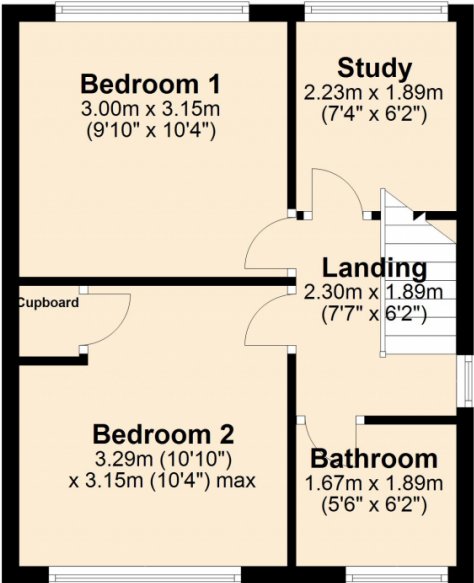 Bedroom 1
3.00m x 3.15m
(9'10" x 10'4")
Study
2.23m x 1.89m
(7'4" x 6'2")
Landing
2.30m x 1.89m
(7'7" x 6'2")
Cupboard
Bedroom 2
3.29m (10'10")
x 3.15m (10'4") max
Bathroom
1.67m x 1.89m
(5'6" x 6'2")